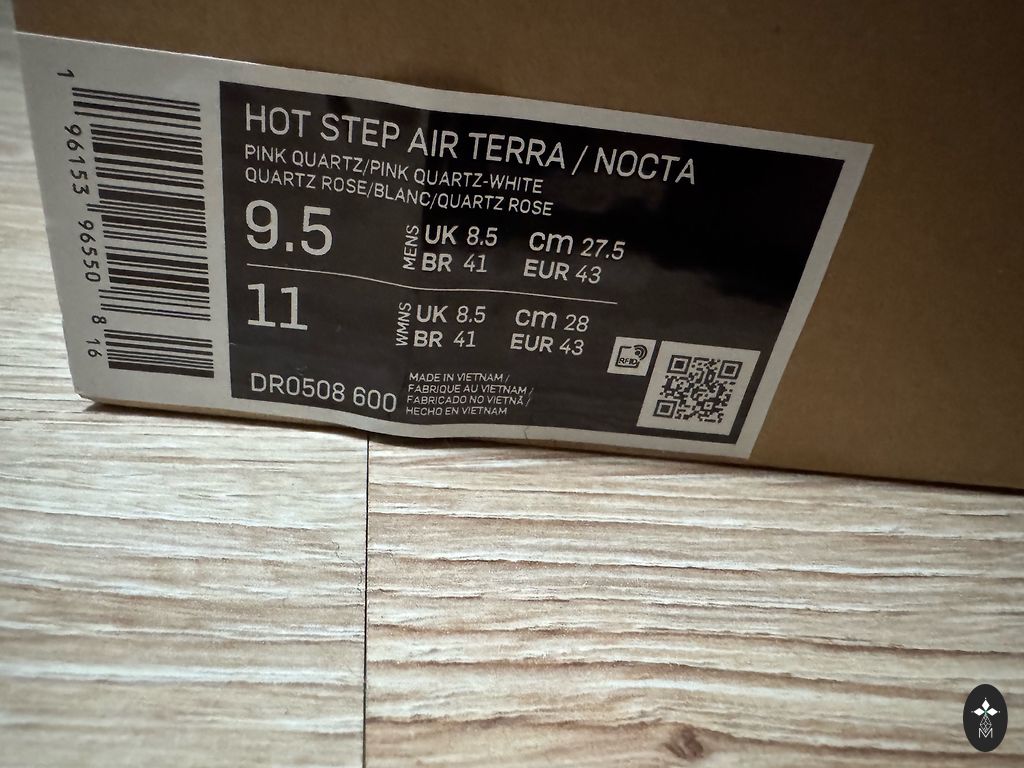 HOT STEP AIR TERRA / NOCTA
PINK QUARTZ/PINK QUARTZ-WHITE
QUARTZ ROSE/BLANC/QUARTZ ROSE
9.5
MENS
UK 8.5 cm 27.5
BR 41 EUR 43
11
WMNS
UK 8.5 cm 28
BR 41 EUR 43
DR0508 600
MADE IN VIETNAM /
FABRIQUE AU VIETNAM /
FABRICADO NO VIETNÃ /
HECHO EN VIETNAM
RFID
1 96153 96550 8 16
M